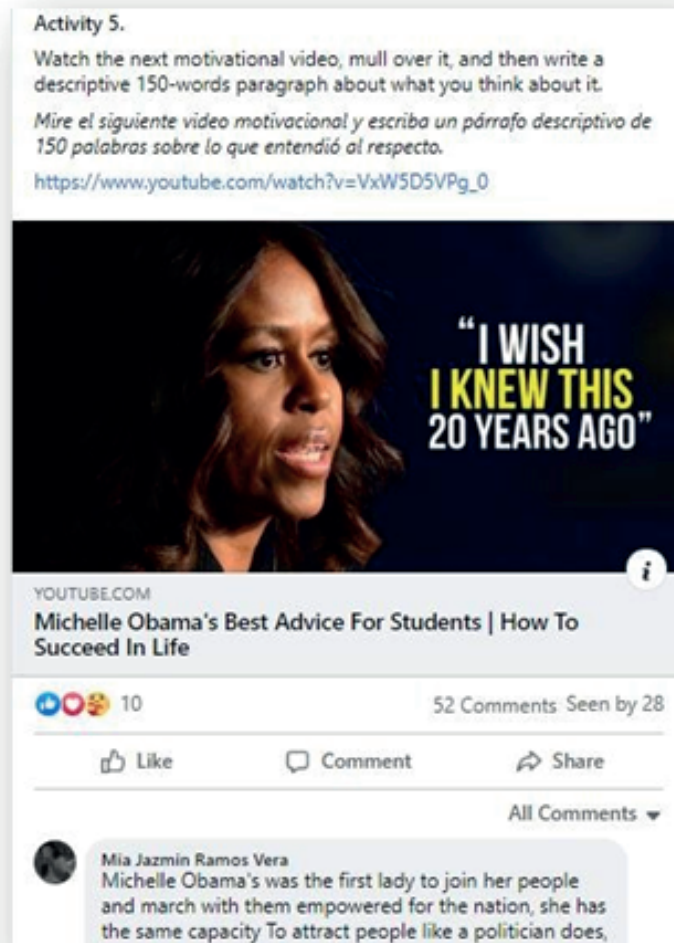 Activity 5.
Watch the next motivational video, mull over it, and then write a
descriptive 150-words paragraph about what you think about it.
Mire el siguiente video motivacional y escriba un párrafo descriptivo de
150 palabras sobre lo que entendió al respecto.
https://www.youtube.com/watch?v=VxW5D5VPg_0
“I WISH
I KNEW THIS
20 YEARS AGO”
i
YOUTUBE.COM
Michelle Obama's Best Advice For Students | How To
Succeed In Life
10
52 Comments Seen by 28
Like Comment Share
All Comments
Mia Jazmin Ramos Vera
Michelle Obama's was the first lady to join her people
and march with them empowered for the nation, she has
the same capacity To attract people like a politician does,